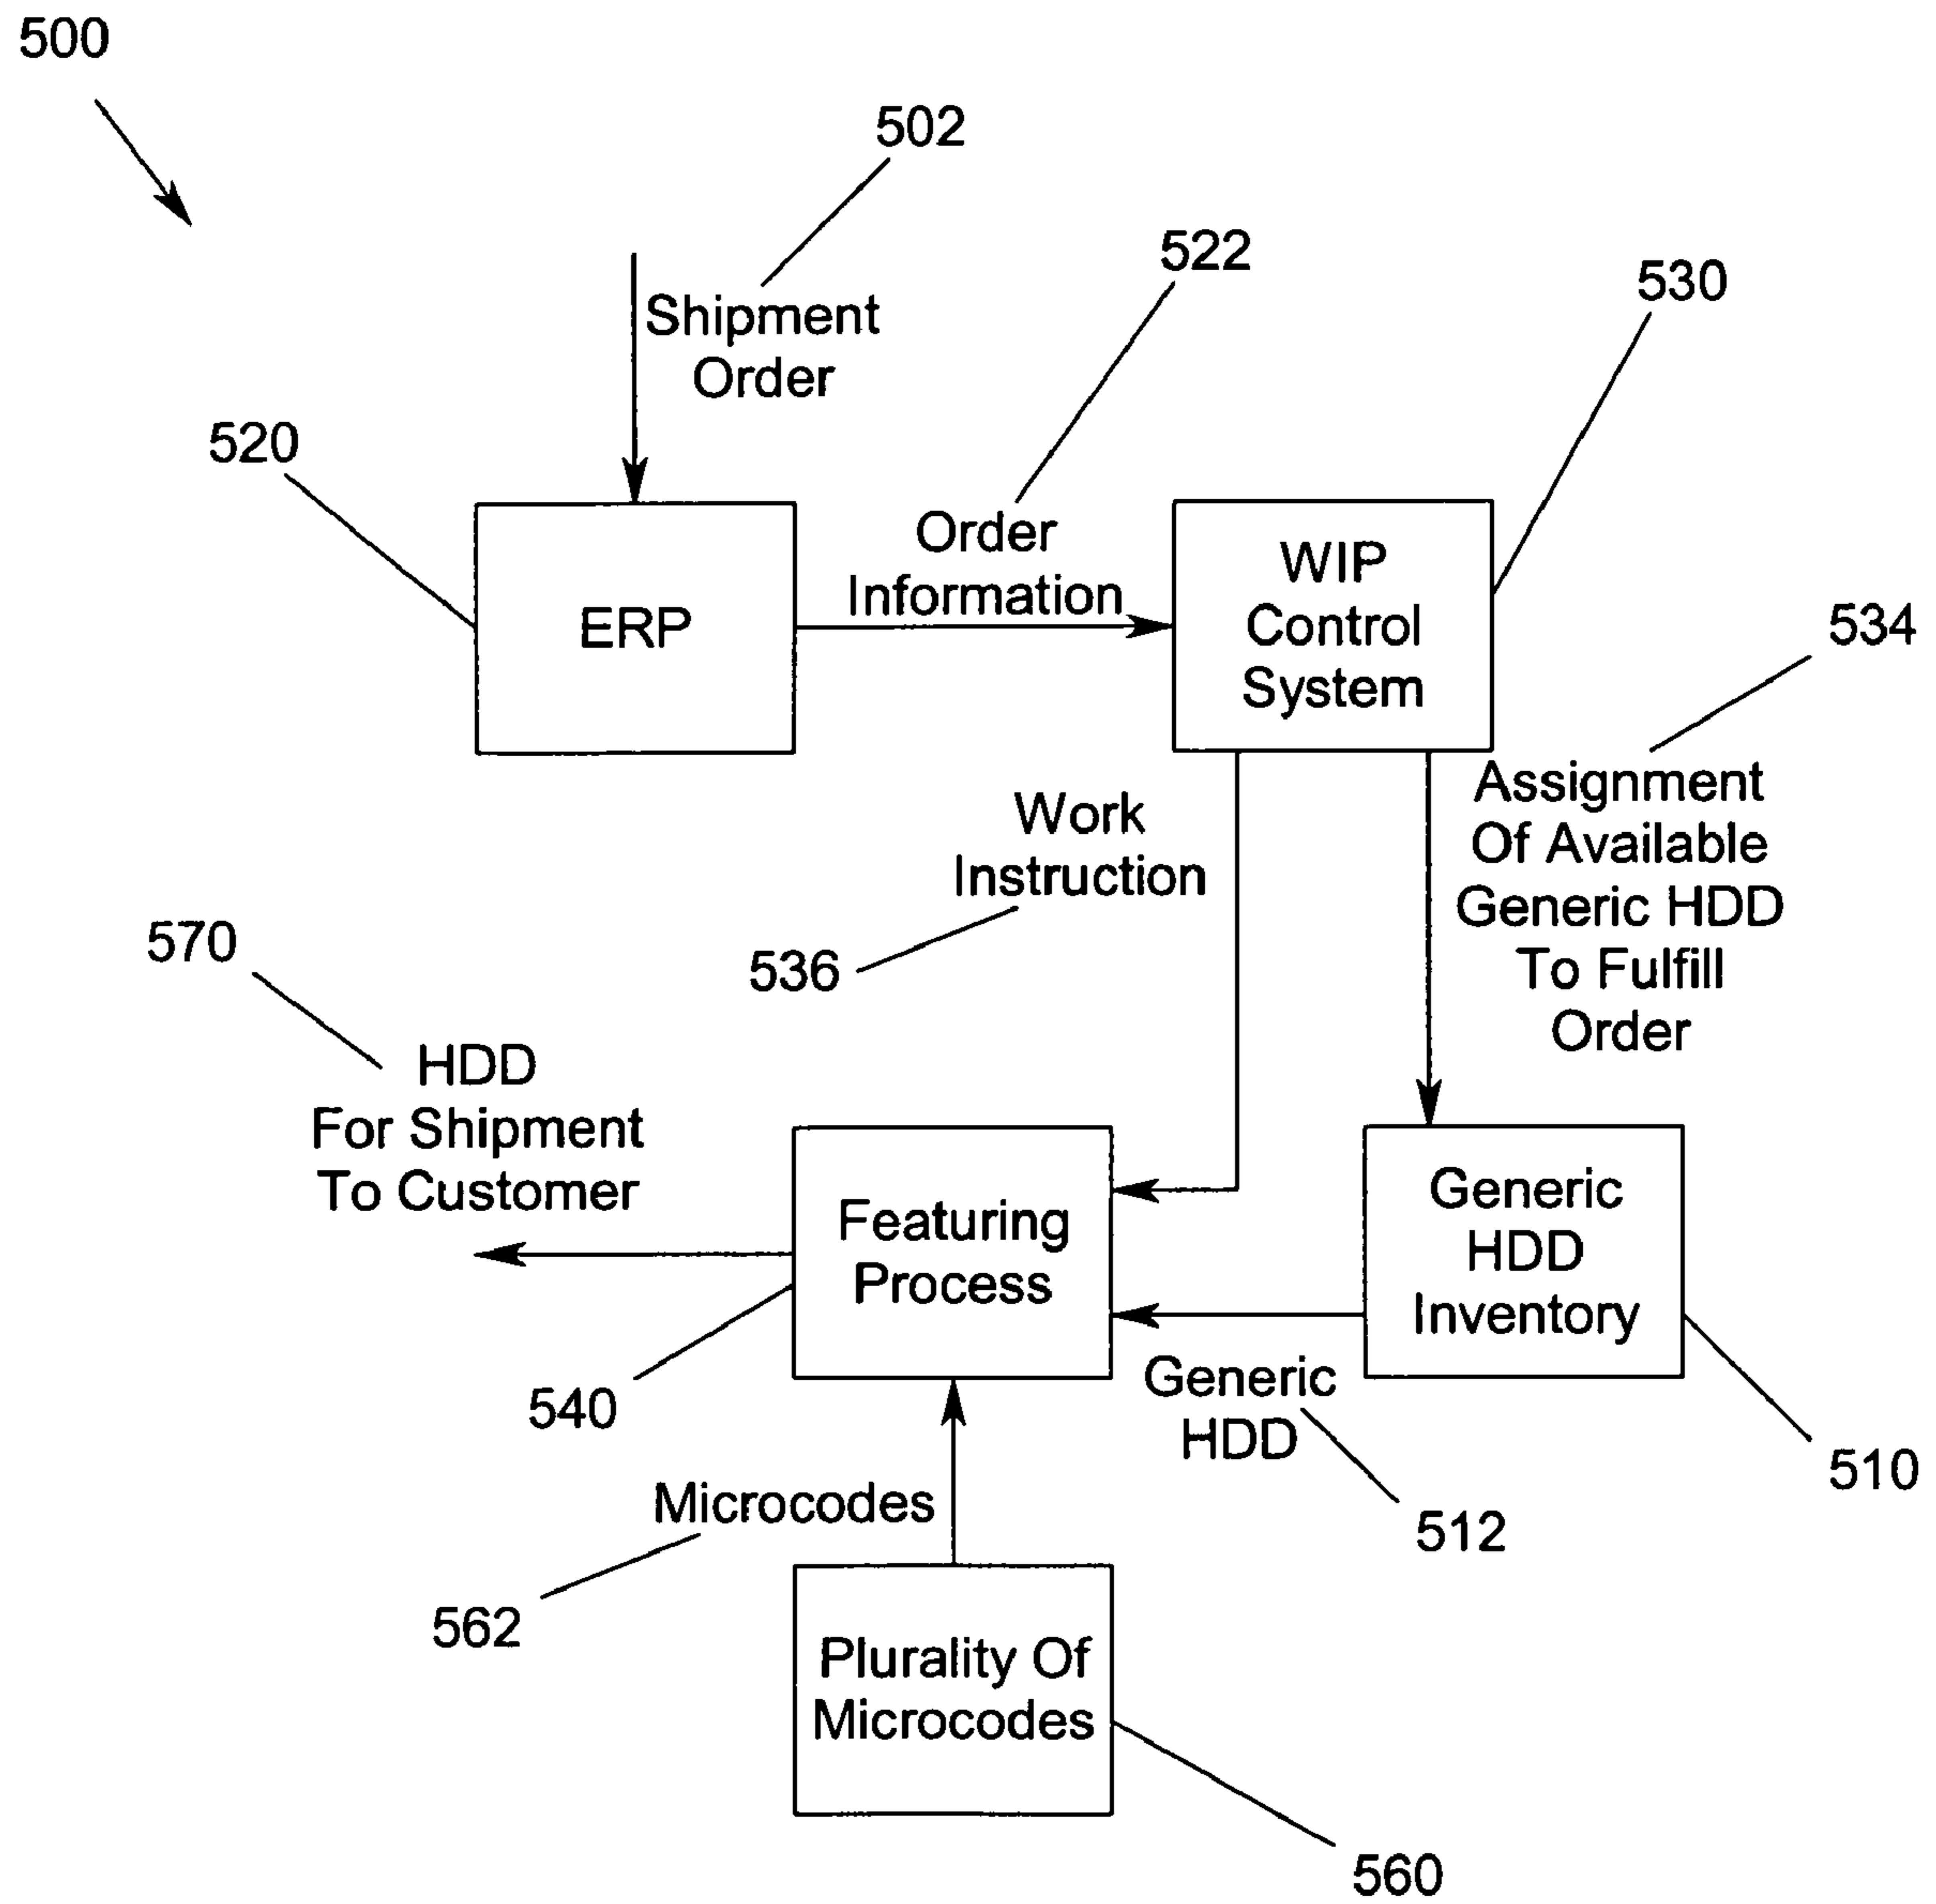 500
502
522
530
Shipment
Order
520
534
Order
Information
ERP
WIP
Control
System
Assignment
Of Available
Generic HDD
To Fulfill
Order
Work
Instruction
536
570
HDD
For Shipment
To Customer
Featuring
Process
Generic
HDD
Inventory
540
Generic
HDD
510
512
Microcodes
562
Plurality Of
Microcodes
560